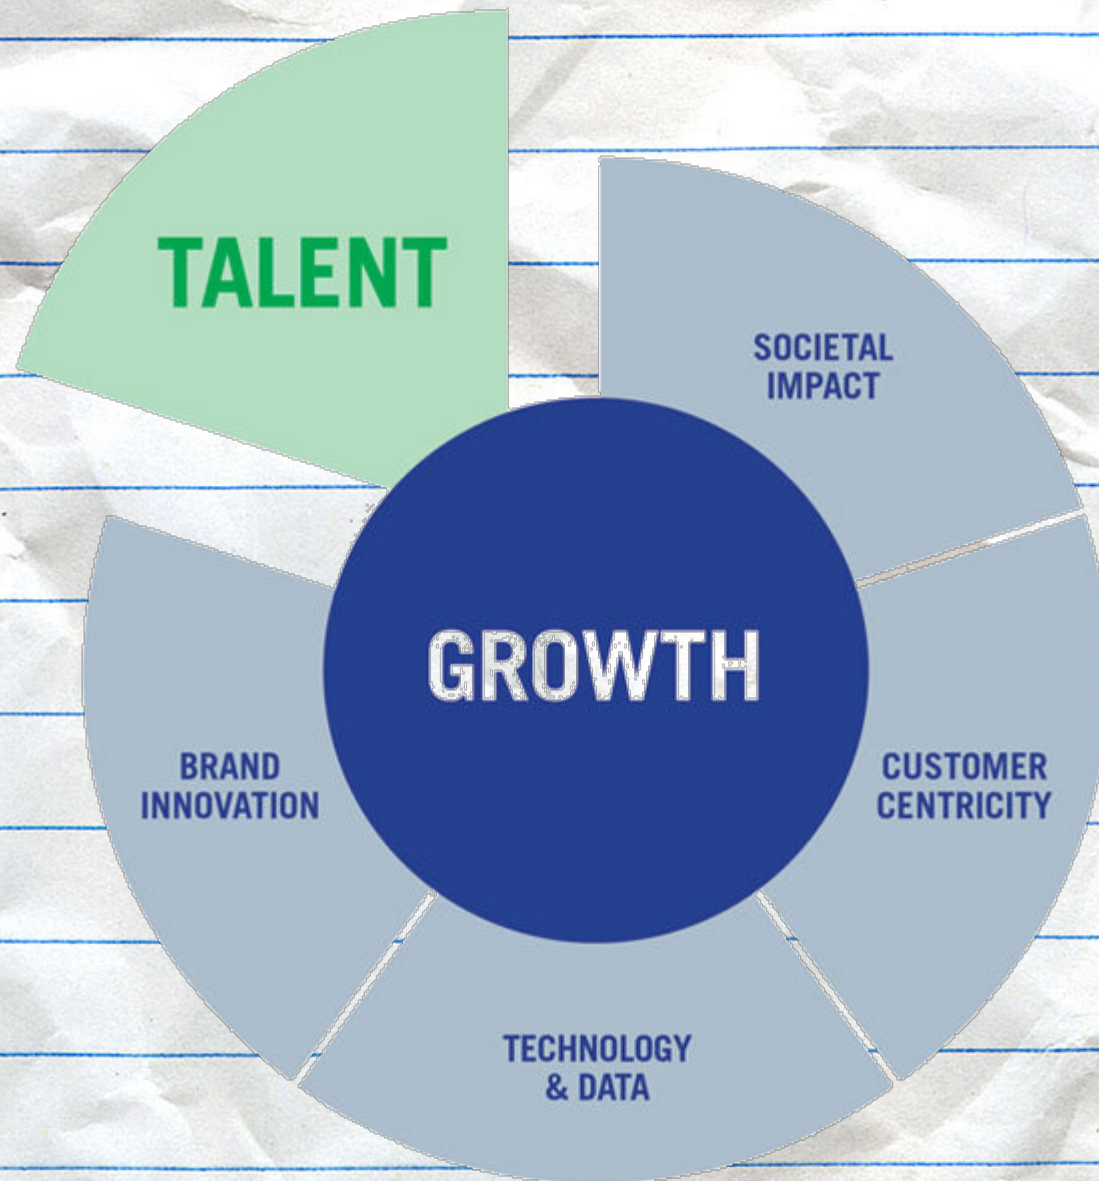 TALENT
SOCIETAL
IMPACT
GROWTH
BRAND
INNOVATION
CUSTOMER
CENTRICITY
TECHNOLOGY
& DATA